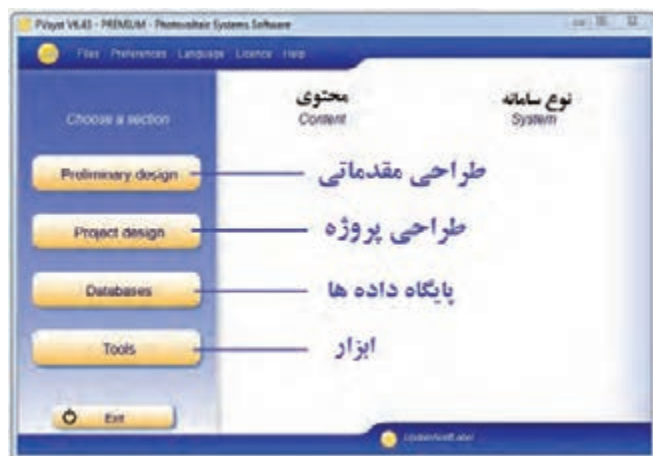 PVsyst V6.43 - PREMIUM - Photovoltaic Systems Software
Files Preferences Language Licence Help
Choose a section
محتوی
Content
نوع سامانه
System
Preliminary design
طراحی مقدماتی
Project design
طراحی پروژه
Databases
پایگاه داده ها
Tools
ابزار
Exit